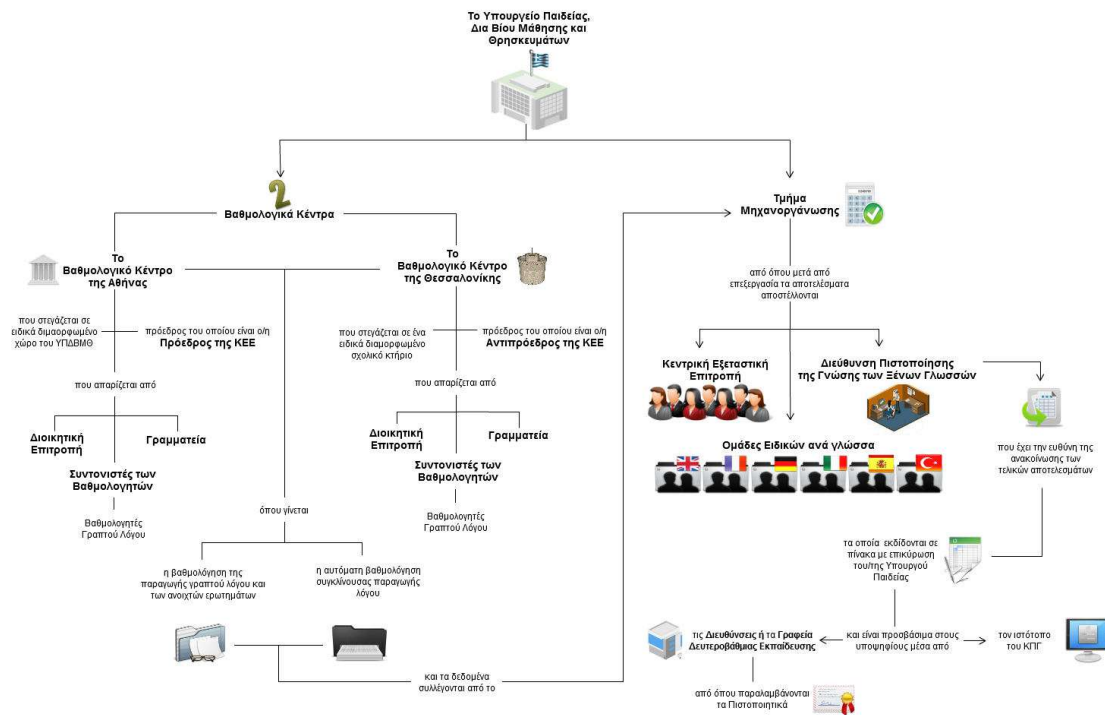 Το Υπουργείο Παιδείας,
Δια Βίου Μάθησης και
Θρησκευμάτων
2
Βαθμολογικά Κέντρα
Τμήμα
Μηχανοργάνωσης
Το
Βαθμολογικό Κέντρο
της Αθήνας
Το
Βαθμολογικό Κέντρο
της Θεσσαλονίκης
από όπου μετά από
επεξεργασία τα αποτελέσματα
αποστέλλονται
που στεγάζεται σε
ειδικά διμαορφωμένο
χώρο του ΥΠΔΒΜΘ
πρόεδρος του οποίου είναι ο/η
Πρόεδρος της ΚΕΕ
που στεγάζεται σε ένα
ειδικά διαμορφωμένο
σχολικό κτήριο
πρόεδρος του οποίου είναι ο/η
Αντιπρόεδρος της ΚΕΕ
Κεντρική Εξεταστική
Επιτροπή
Διεύθυνση Πιστοποίησης
της Γνώσης των Ξένων Γλωσσών
που απαρίζεται από
που απαρίζεται από
Διοικητική
Επιτροπή
Γραμματεία
Διοικητική
Επιτροπή
Γραμματεία
Ομάδες Ειδικών ανά γλώσσα
που έχει την ευθύνη της
ανακοίνωσης των
τελικών αποτελεσμάτων
Συντονιστές των
Βαθμολογητών
Συντονιστές των
Βαθμολογητών
Βαθμολογητές
Γραπτού Λόγου
όπου γίνεται
Βαθμολογητές
Γραπτού Λόγου
τα οποία εκδίδονται σε
πίνακα με επικύρωση
του/της Υπουργού
Παιδείας
η βαθμολόγηση της
παραγωγής γραπτού λόγου και
των ανοιχτών ερωτημάτων
η αυτόματη βαθμολόγηση
συγκλίνουσας παραγωγής
λόγου
τις Διευθύνσεις ή τα Γραφεία
Δευτεροβάθμιας Εκπαίδευσης
και είναι προσβάσιμα στους
υποψηφίους μέσα από
τον ιστότοπο
του ΚΠΓ
και τα δεδομένα
συλλέγονται από το
από όπου παραλαμβάνονται
τα Πιστοποιητικά